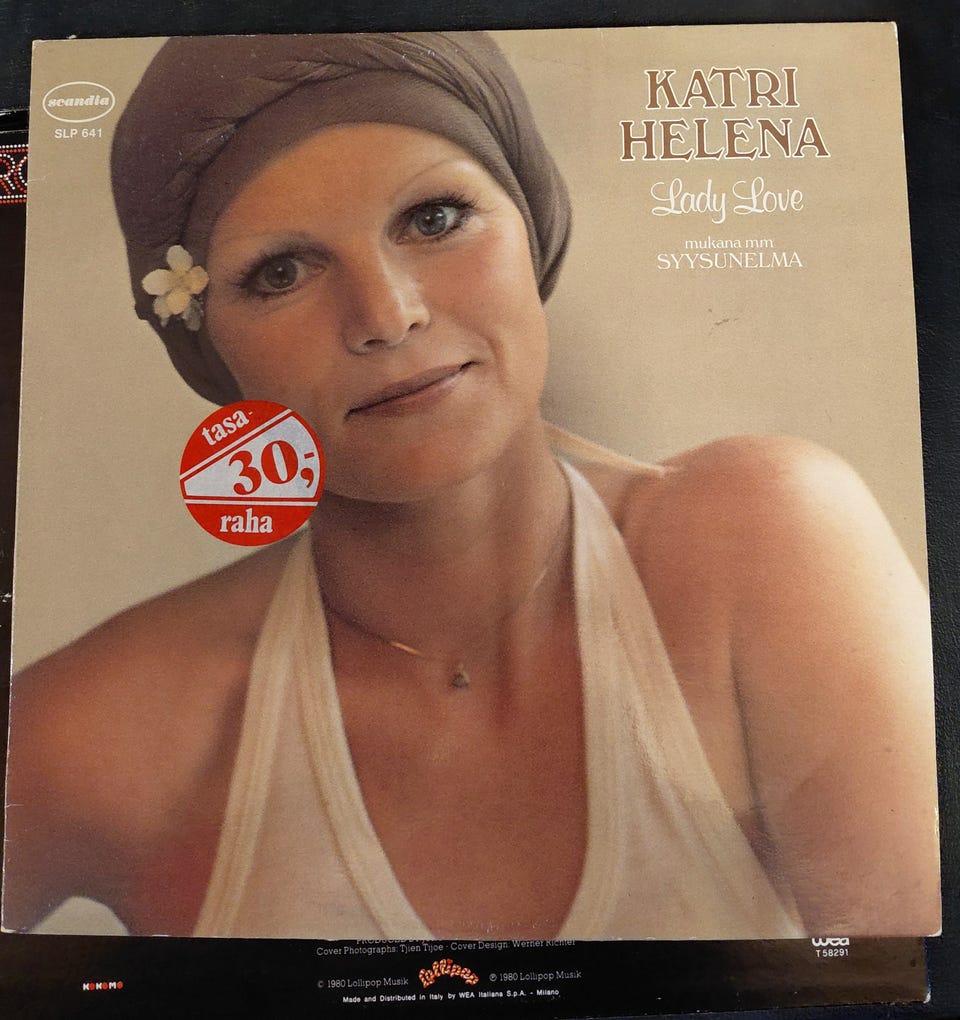 scandia
SLP 641
KATRI
HELENA
Lady Love
mukana mm
SYYSUNELMA
tasa-
30,-
raha
Cover Photographs: Tjien Tijoe · Cover Design: Werner Richter
wea
T 58291
KOKOMO
© 1980 Lollipop Musik
lollipop
℗ 1980 Lollipop Musik
Made and Distributed in Italy by WEA Italiana S.p.A. - Milano